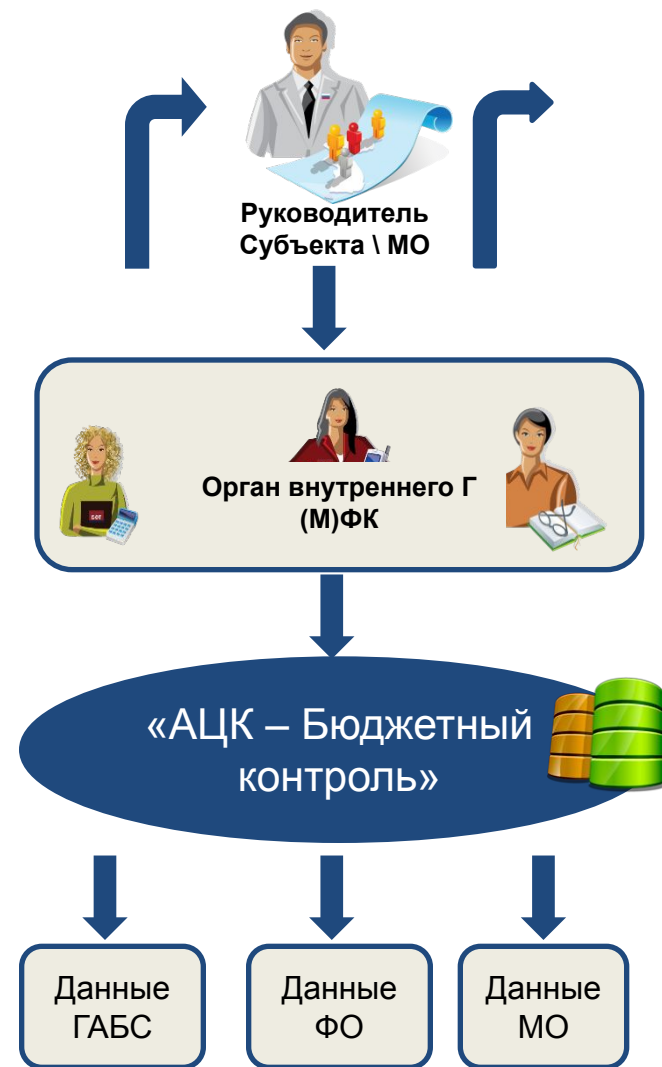 Руководитель
Субъекта \ МО
Орган внутреннего Г
(М)ФК
«АЦК – Бюджетный
контроль»
Данные
ГАБС
Данные
ФО
Данные
МО